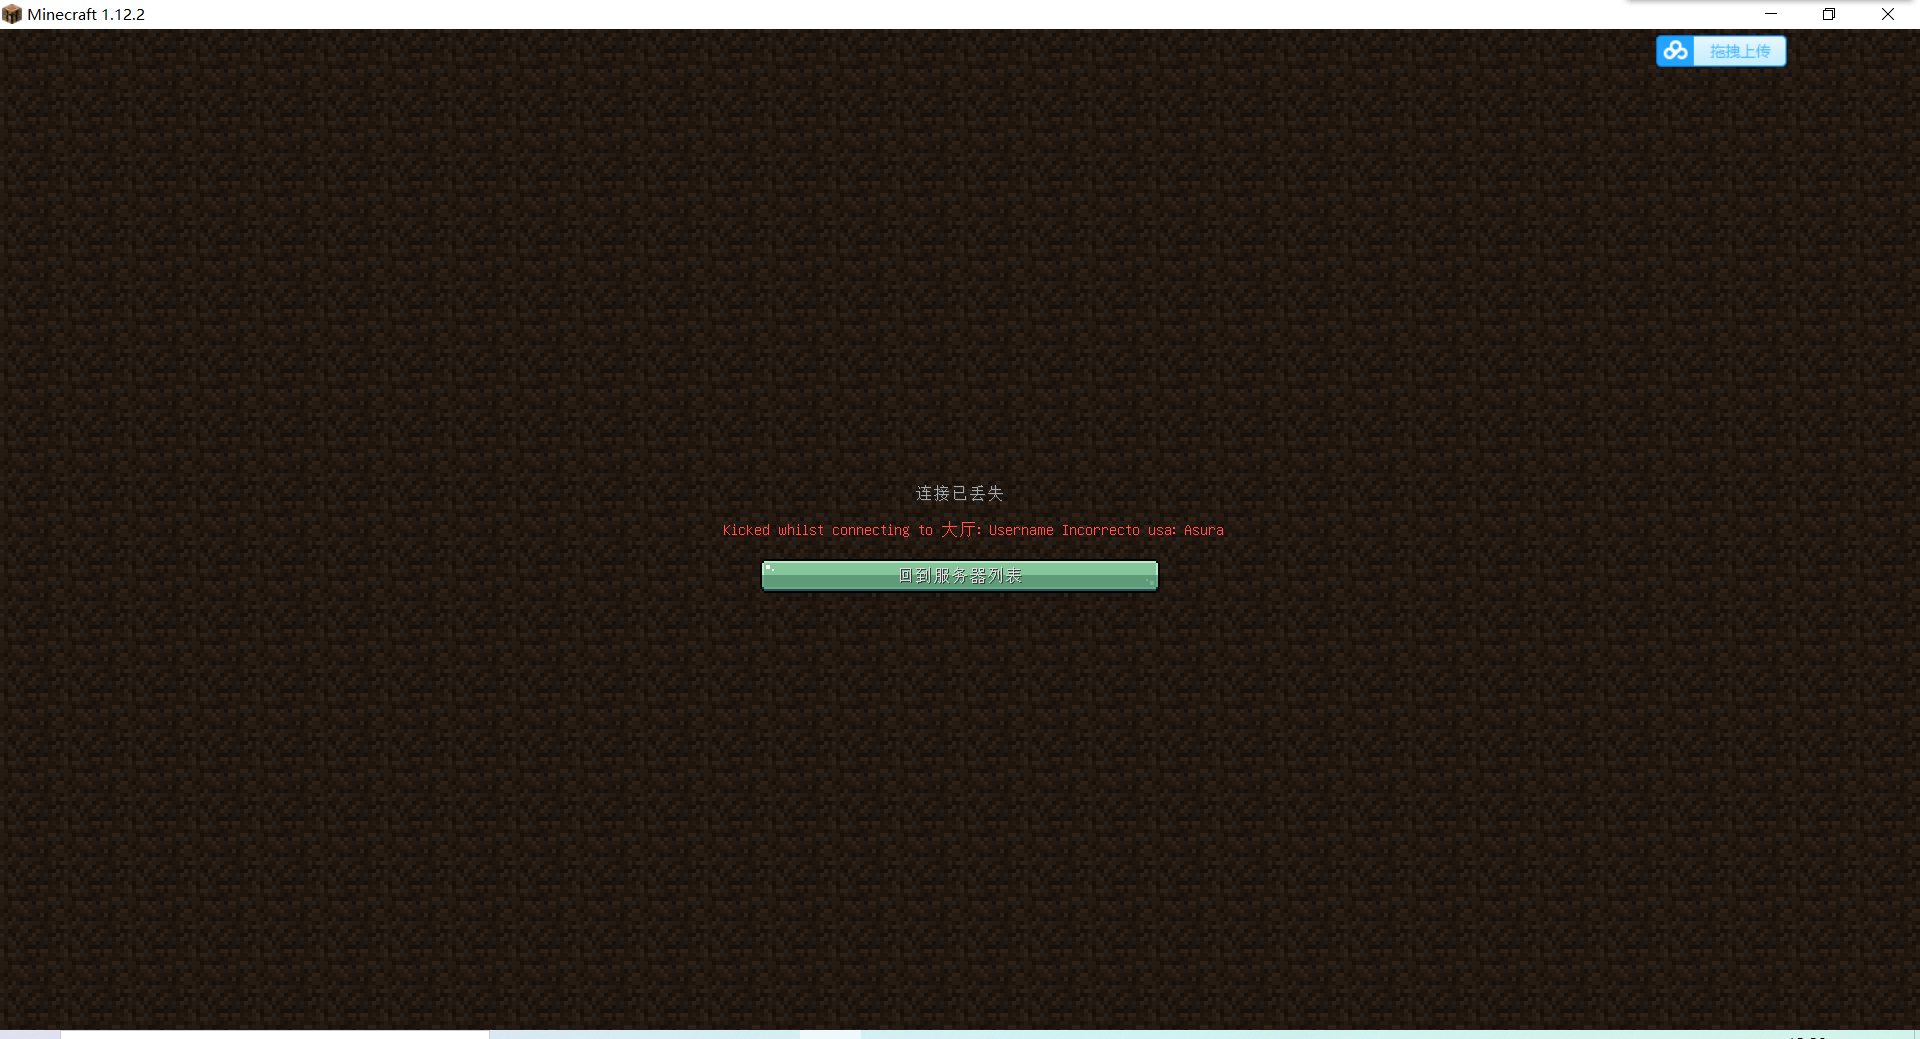 Minecraft 1.12.2
拖拽上传
连接已丢失
Kicked whilst connecting to 大厅: Username Incorrecto usa: Asura
回到服务器列表